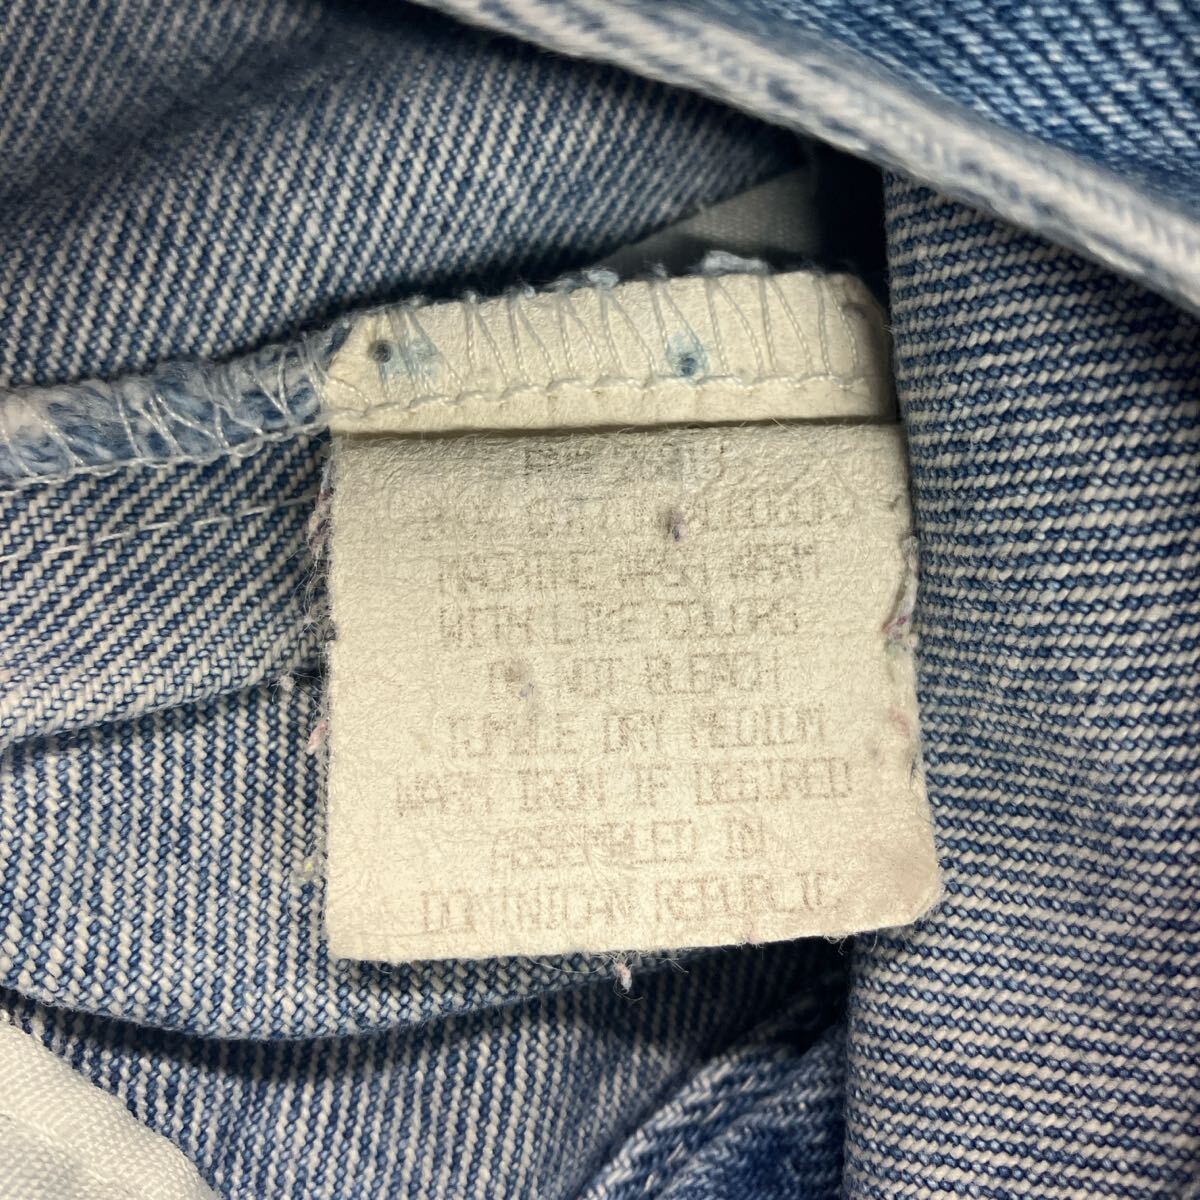 MACHINE WASH WARM
WITH LIKE COLORS
DO NOT BLEACH
TUMBLE DRY MEDIUM
WARM IRON IF DESIRED
ASSEMBLED IN
DOMINICAN REPUBLIC